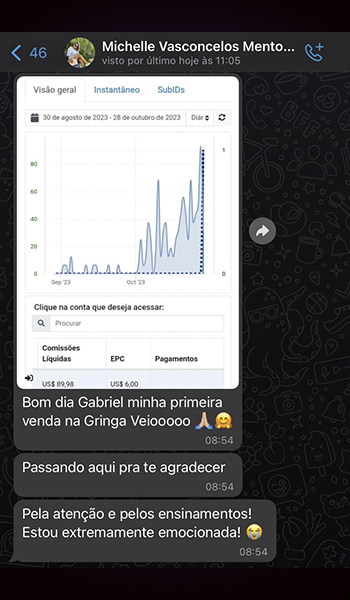 46
Michelle Vasconcelos Mento...
visto por último hoje às 11:05
Visão geral
Instantâneo
SubIDs
30 de agosto de 2023 - 28 de outubro de 2023
Diár
80
60
40
20
0
1
0
Sep '23
Oct '23
Clique na conta que deseja acessar:
Procurar
Comissões Líquidas
EPC
Pagamentos
US$ 89,98
US$ 6,00
Bom dia Gabriel minha primeira
venda na Gringa Veiooooo 🙏🏼🤗
08:54
Passando aqui pra te agradecer
08:54
Pela atenção e pelos ensinamentos!
Estou extremamente emocionada! 😭
08:54